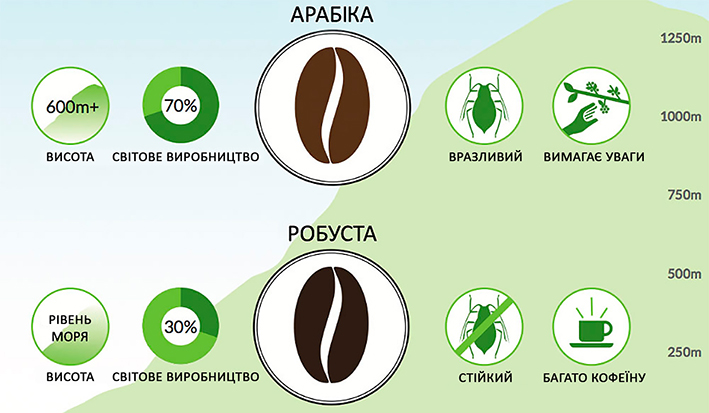 АРАБІКА
1250m
600m+
70%
1000m
ВИСОТА
СВІТОВЕ ВИРОБНИЦТВО
ВРАЗЛИВИЙ
ВИМАГАЄ УВАГИ
750m
РОБУСТА
500m
РІВЕНЬ
МОРЯ
30%
250m
ВИСОТА
СВІТОВЕ ВИРОБНИЦТВО
СТІЙКИЙ
БАГАТО КОФЕЇНУ